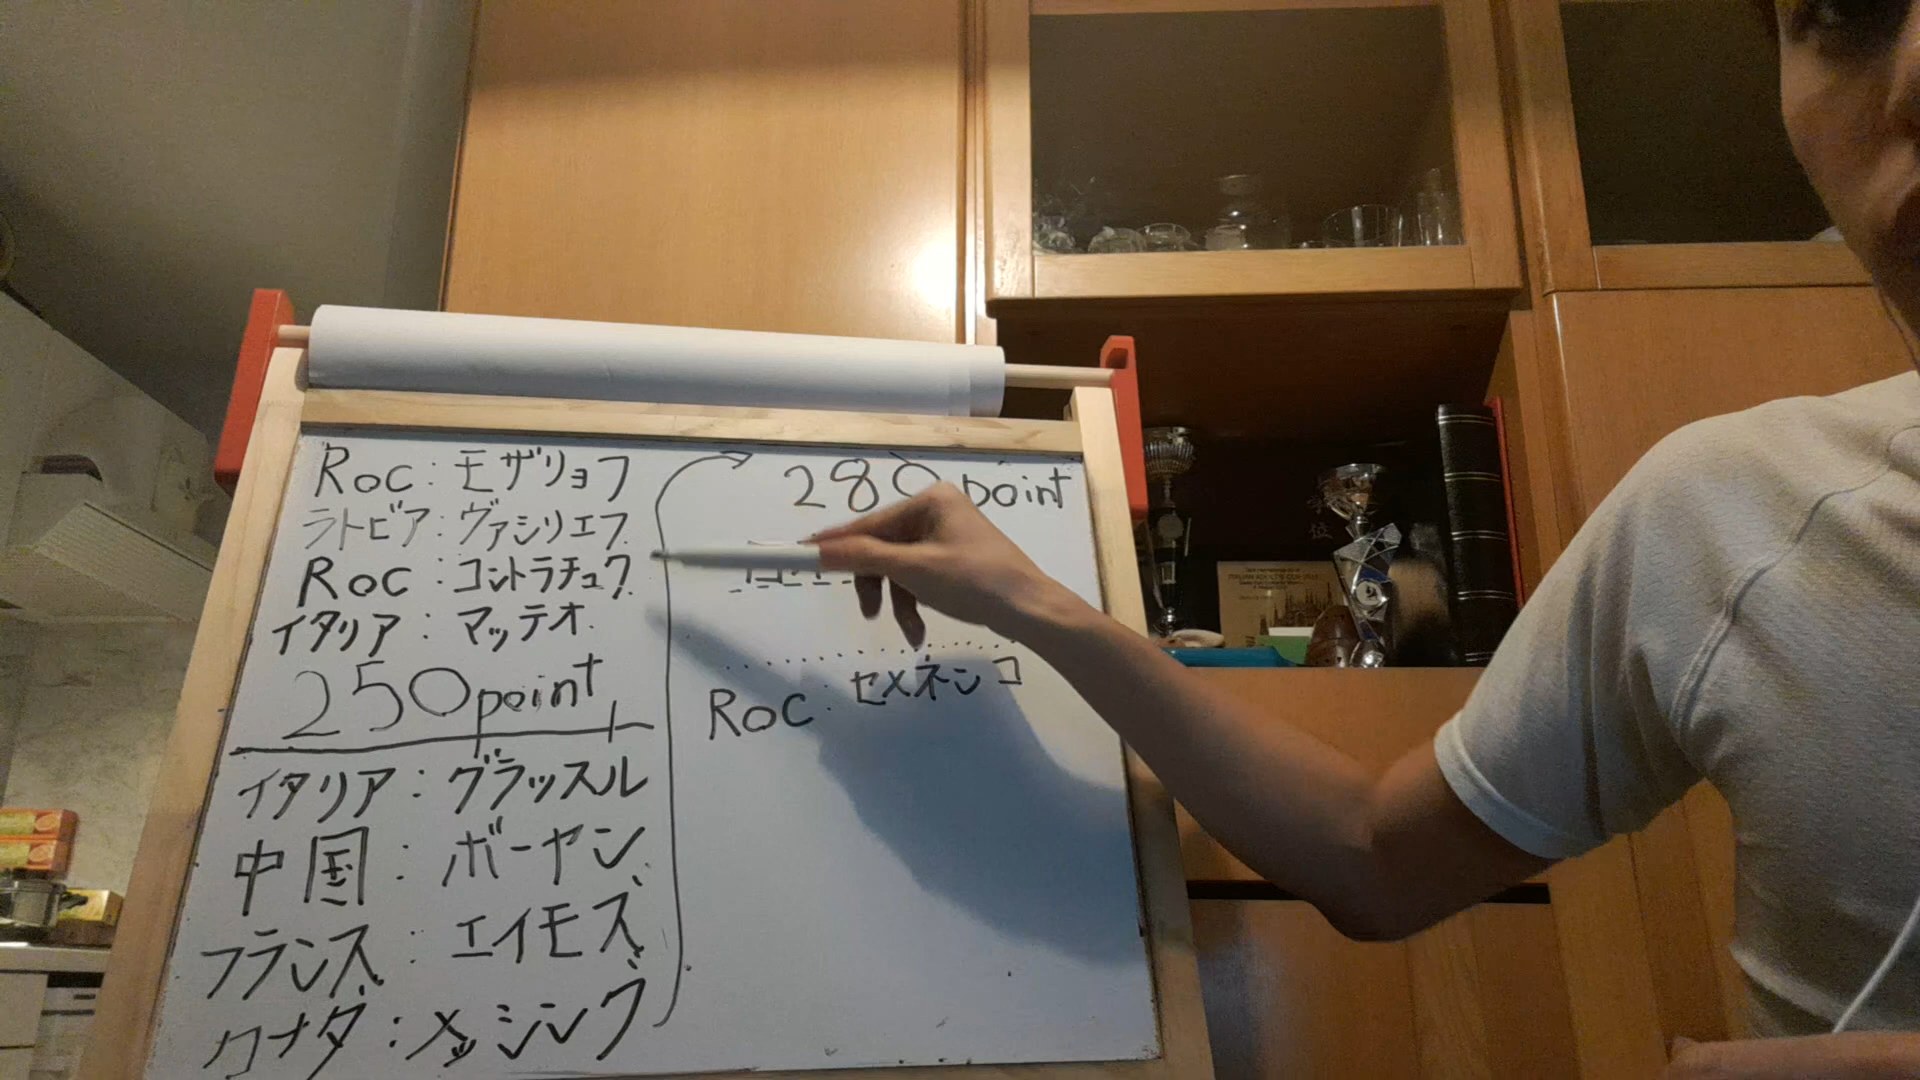 Roc:モザリョフ
ラトビア:ヴァシリエフ
Roc:コントラチュク
イタリア:マッテオ
250point
イタリア:グラッスル
中国:ボーヤン
フランス:エイモズ
カナダ:メッシング
280point
Roc:セメネンコ